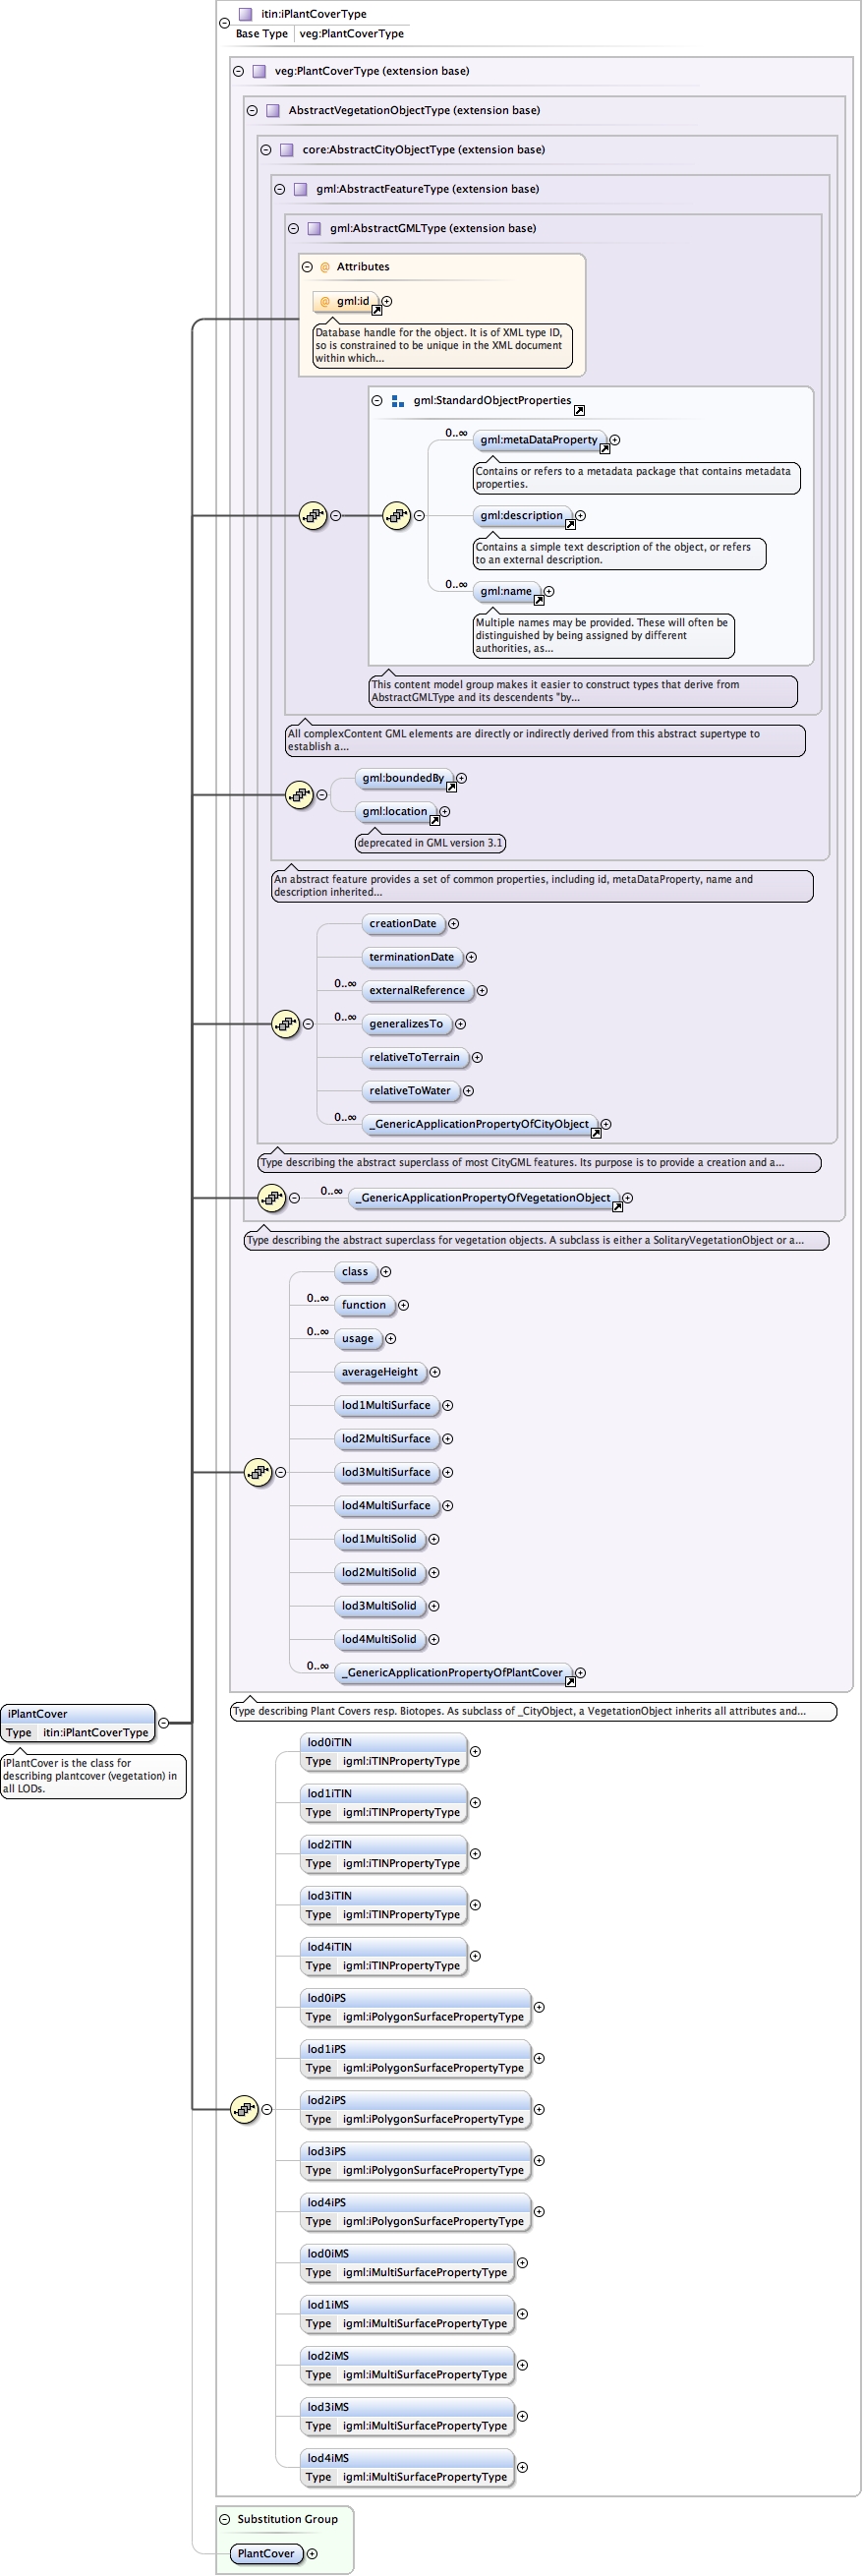 itin:iPlantCoverType
Base Type veg:PlantCoverType
veg:PlantCoverType (extension base)
AbstractVegetationObjectType (extension base)
core:AbstractCityObjectType (extension base)
gml:AbstractFeatureType (extension base)
gml:AbstractGMLType (extension base)
@ Attributes
@ gml:id
Database handle for the object. It is of XML type ID,
so is constrained to be unique in the XML document
within which...
gml:StandardObjectProperties
0..∞ gml:metaDataProperty
Contains or refers to a metadata package that contains metadata
properties.
gml:description
Contains a simple text description of the object, or refers
to an external description.
0..∞ gml:name
Multiple names may be provided. These will often be
distinguished by being assigned by different
authorities, as...
This content model group makes it easier to construct types that derive from
AbstractGMLType and its descendents "by...
All complexContent GML elements are directly or indirectly derived from this abstract supertype to
establish a...
gml:boundedBy
gml:location
deprecated in GML version 3.1
An abstract feature provides a set of common properties, including id, metaDataProperty, name and
description inherited...
creationDate
terminationDate
0..∞ externalReference
0..∞ generalizesTo
relativeToTerrain
relativeToWater
0..∞ _GenericApplicationPropertyOfCityObject
Type describing the abstract superclass of most CityGML features. Its purpose is to provide a creation and a...
0..∞ _GenericApplicationPropertyOfVegetationObject
Type describing the abstract superclass for vegetation objects. A subclass is either a SolitaryVegetationObject or a...
class
0..∞ function
0..∞ usage
averageHeight
lod1MultiSurface
lod2MultiSurface
lod3MultiSurface
lod4MultiSurface
lod1MultiSolid
lod2MultiSolid
lod3MultiSolid
lod4MultiSolid
0..∞ _GenericApplicationPropertyOfPlantCover
Type describing Plant Covers resp. Biotopes. As subclass of _CityObject, a VegetationObject inherits all attributes and...
iPlantCover
Type itin:iPlantCoverType
iPlantCover is the class for
describing plantcover (vegetation) in
all LODs.
lod0iTIN
Type igml:iTINPropertyType
lod1iTIN
Type igml:iTINPropertyType
lod2iTIN
Type igml:iTINPropertyType
lod3iTIN
Type igml:iTINPropertyType
lod4iTIN
Type igml:iTINPropertyType
lod0iPS
Type igml:iPolygonSurfacePropertyType
lod1iPS
Type igml:iPolygonSurfacePropertyType
lod2iPS
Type igml:iPolygonSurfacePropertyType
lod3iPS
Type igml:iPolygonSurfacePropertyType
lod4iPS
Type igml:iPolygonSurfacePropertyType
lod0iMS
Type igml:iMultiSurfacePropertyType
lod1iMS
Type igml:iMultiSurfacePropertyType
lod2iMS
Type igml:iMultiSurfacePropertyType
lod3iMS
Type igml:iMultiSurfacePropertyType
lod4iMS
Type igml:iMultiSurfacePropertyType
Substitution Group
PlantCover